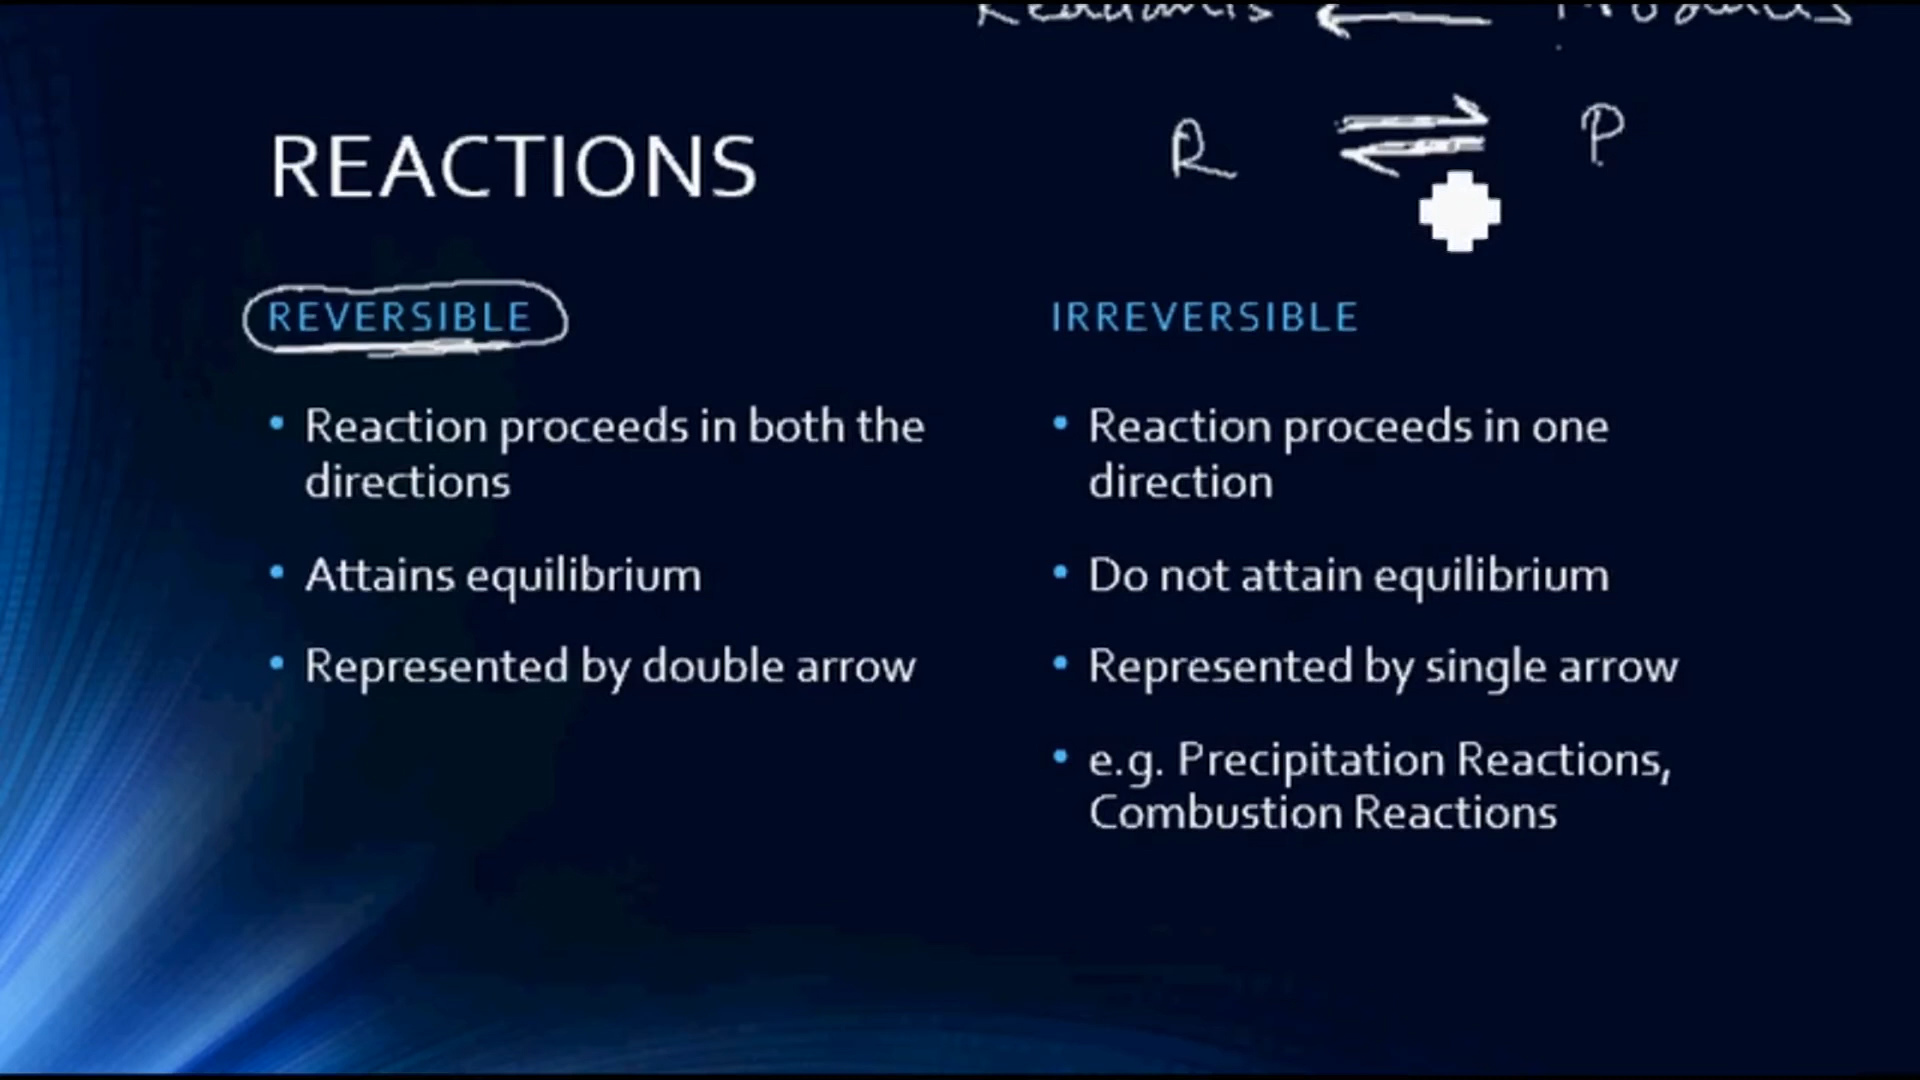 REACTIONS
R ⇌ P
REVERSIBLE
• Reaction proceeds in both the
directions
• Attains equilibrium
• Represented by double arrow
IRREVERSIBLE
• Reaction proceeds in one
direction
• Do not attain equilibrium
• Represented by single arrow
• e.g. Precipitation Reactions,
Combustion Reactions